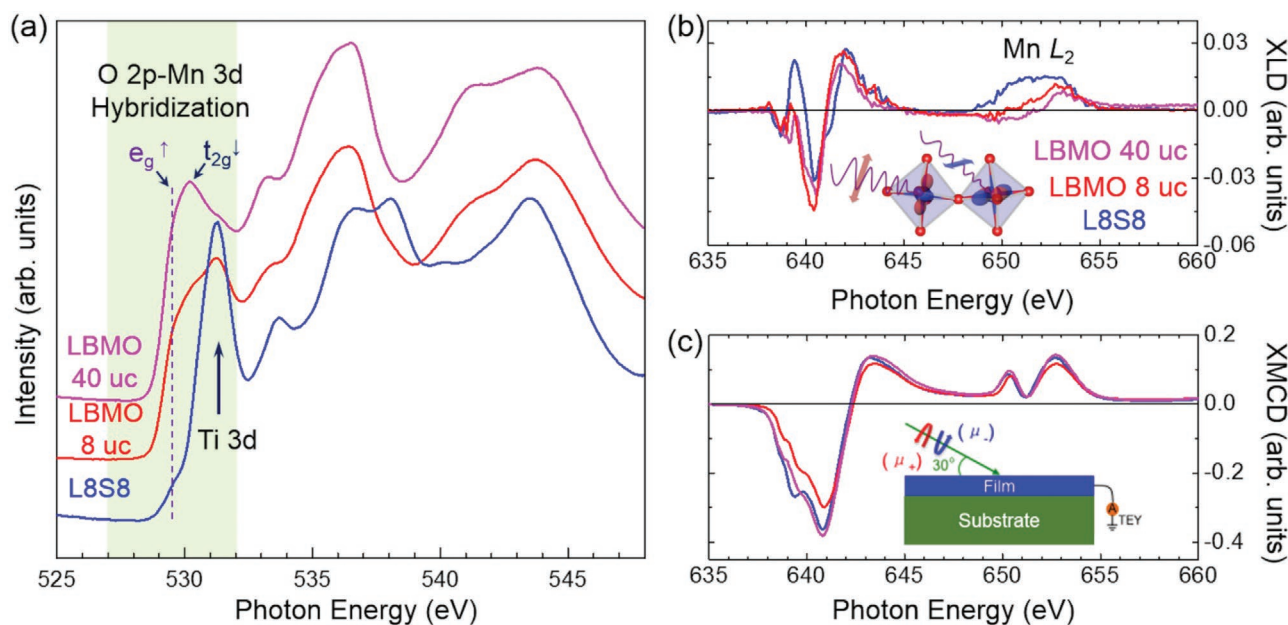 (a)
O 2p-Mn 3d
Hybridization
e_g ↑
t_2g ↓
LBMO
40 uc
LBMO
8 uc
L8S8
Ti 3d
Intensity (arb. units)
525 530 535 540 545
Photon Energy (eV)
(b)
Mn L2
LBMO 40 uc
LBMO 8 uc
L8S8
0.03
0.00
-0.03
-0.06
XLD (arb. units)
635 640 645 650 655 660
Photon Energy (eV)
(c)
(μ-)
(μ+)
30°
Film
Substrate
A
TEY
0.2
0.0
-0.2
-0.4
XMCD (arb. units)
635 640 645 650 655 660
Photon Energy (eV)